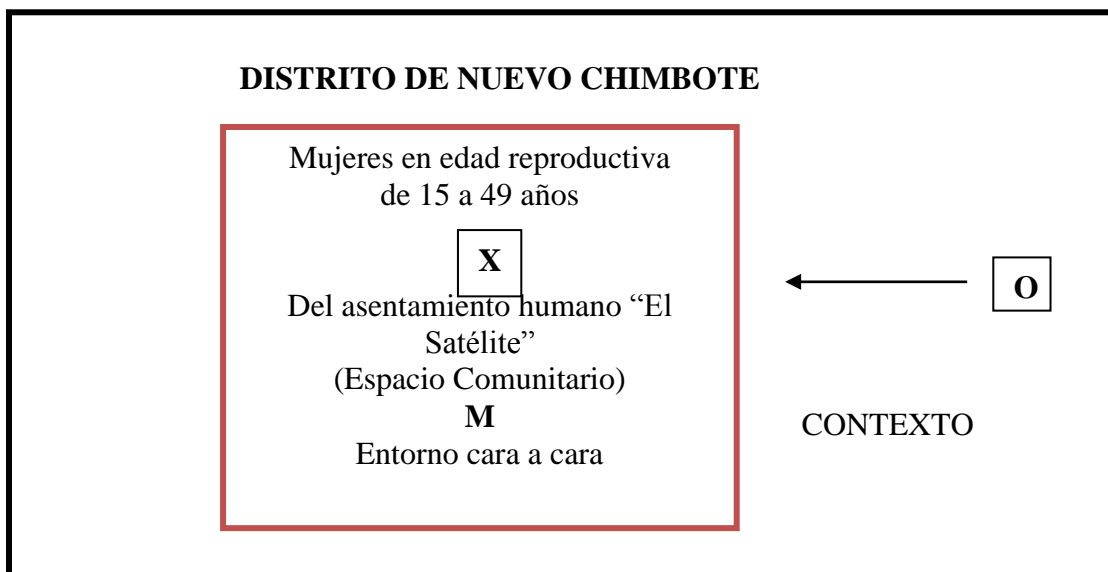 DISTRITO DE NUEVO CHIMBOTE
Mujeres en edad reproductiva
de 15 a 49 años
X
O
Del asentamiento humano “El
Satélite”
(Espacio Comunitario)
M
CONTEXTO
Entorno cara a cara